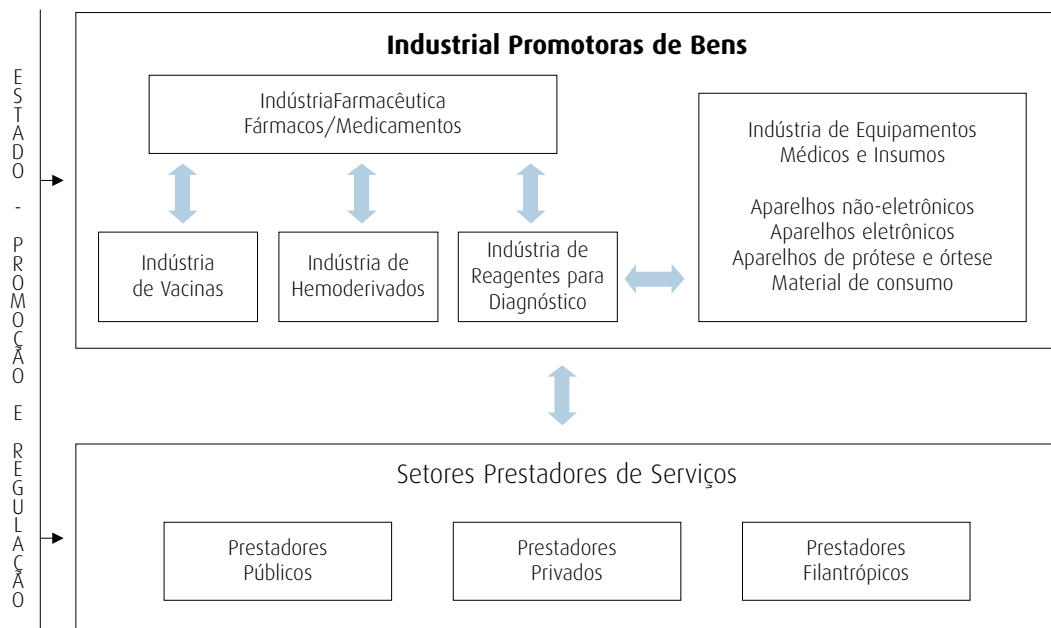 ESTADO - PROMOÇÃO E REGULAÇÃO
Industrial Promotoras de Bens
IndústriaFarmacêutica
Fármacos/Medicamentos
Indústria
de Vacinas
Indústria de
Hemoderivados
Indústria de
Reagentes para
Diagnóstico
Indústria de Equipamentos
Médicos e Insumos
Aparelhos não-eletrônicos
Aparelhos eletrônicos
Aparelhos de prótese e órtese
Material de consumo
Setores Prestadores de Serviços
Prestadores
Públicos
Prestadores
Privados
Prestadores
Filantrópicos